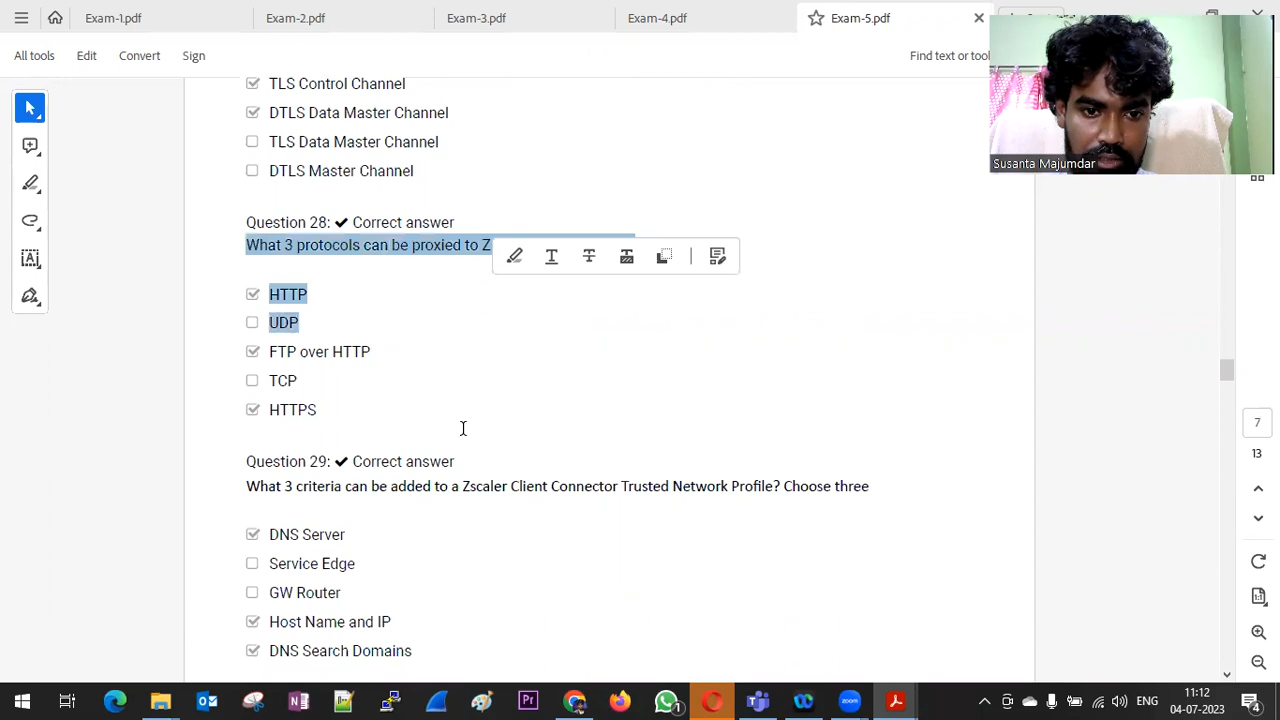 Exam-1.pdf
Exam-2.pdf
Exam-3.pdf
Exam-4.pdf
Exam-5.pdf
All tools
Edit
Convert
Sign
Find text or tool
Susanta Majumdar
TLS Control Channel
DTLS Data Master Channel
TLS Data Master Channel
DTLS Master Channel
Question 28: ✔ Correct answer
What 3 protocols can be proxied to Z
HTTP
UDP
FTP over HTTP
TCP
HTTPS
Question 29: ✔ Correct answer
What 3 criteria can be added to a Zscaler Client Connector Trusted Network Profile? Choose three
DNS Server
Service Edge
GW Router
Host Name and IP
DNS Search Domains
7
13
1:1
Pr
1
ENG
11:12
04-07-2023
4